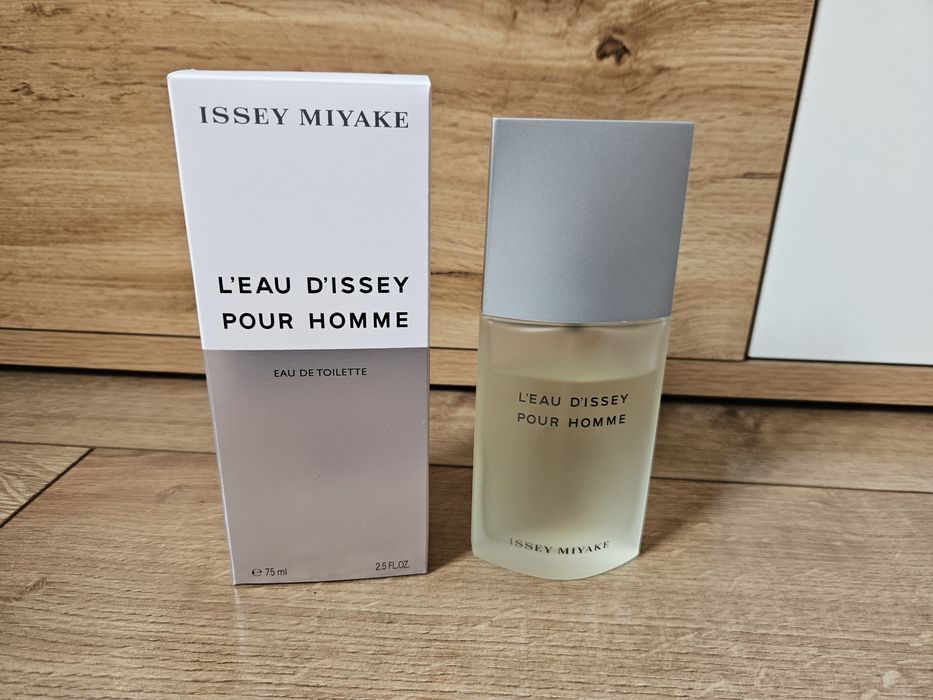 ISSEY MIYAKE
L'EAU D'ISSEY
POUR HOMME
EAU DE TOILETTE
℮ 75 ml
2.5 FL.OZ.
L'EAU D'ISSEY
POUR HOMME
ISSEY MIYAKE